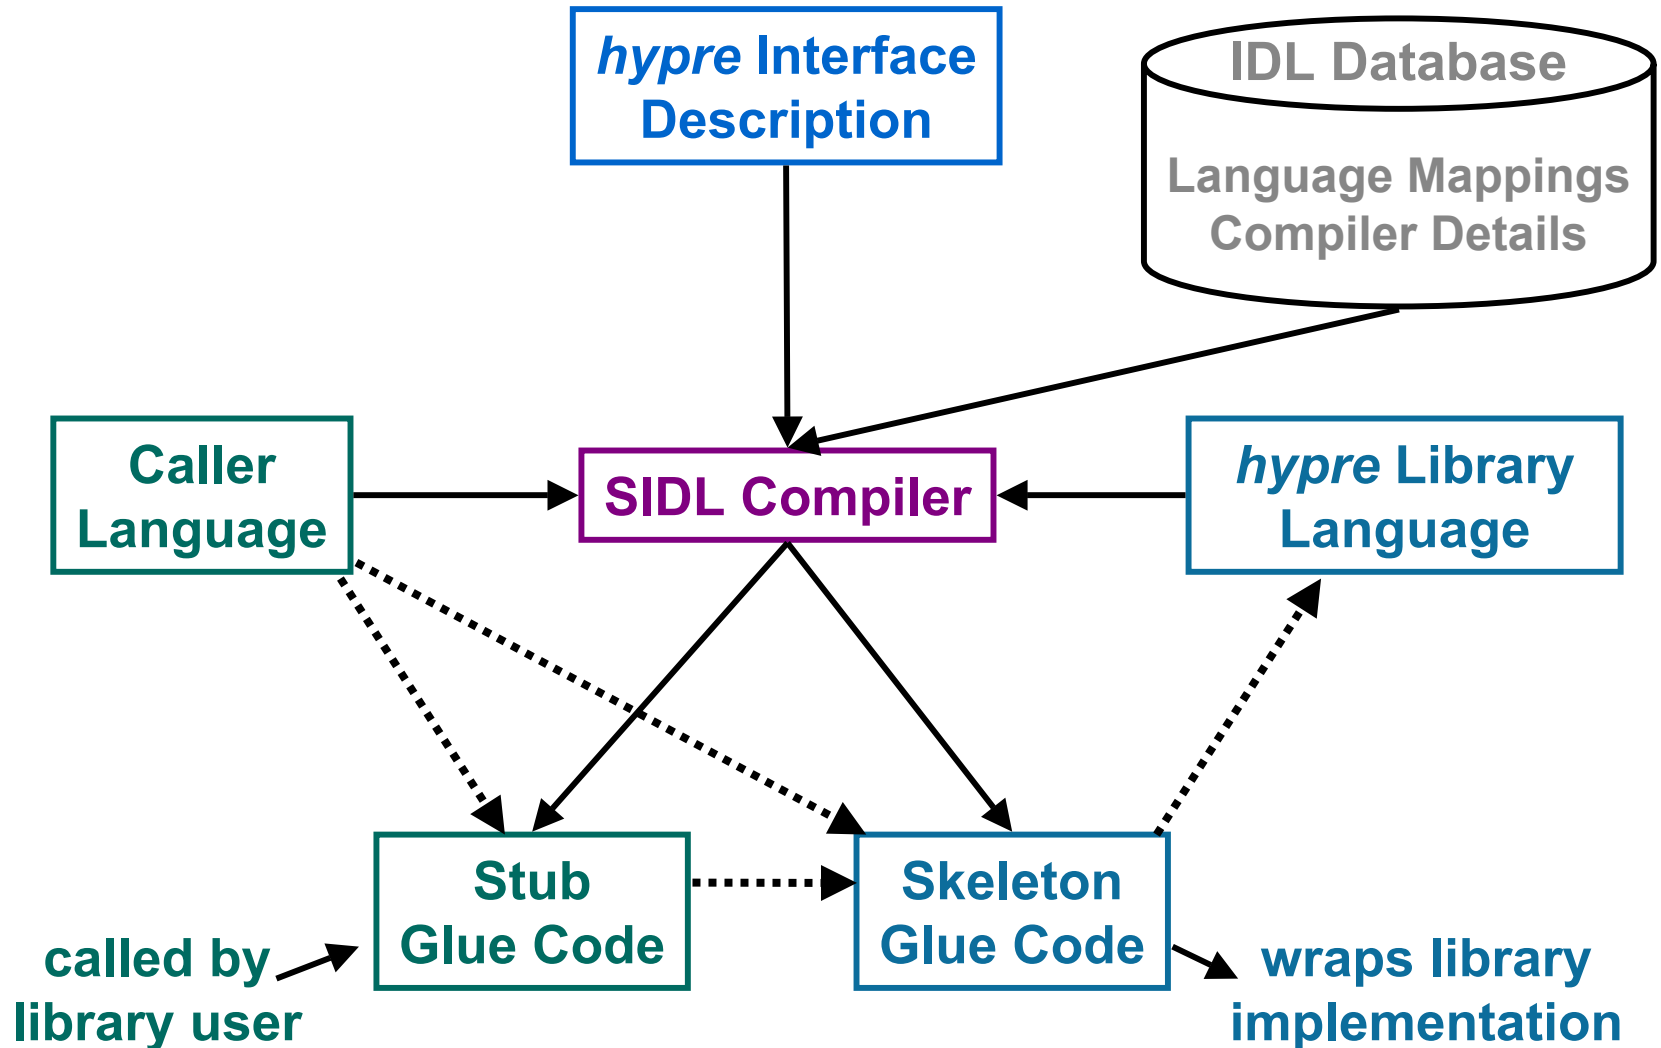 hypre Interface
Description
IDL Database
Language Mappings
Compiler Details
Caller
Language
SIDL Compiler
hypre Library
Language
Stub
Glue Code
Skeleton
Glue Code
called by
library user
wraps library
implementation